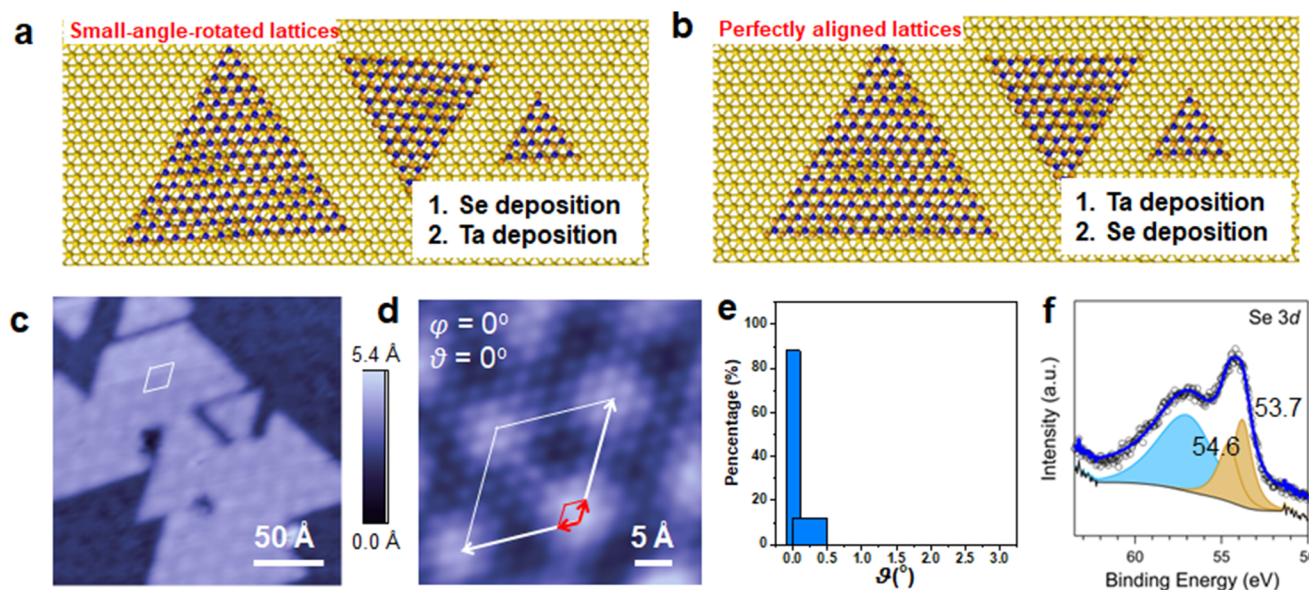 a
Small-angle-rotated lattices
1. Se deposition
2. Ta deposition
b
Perfectly aligned lattices
1. Ta deposition
2. Se deposition
c
50 Å
5.4 Å
0.0 Å
d
φ = 0°
ϑ = 0°
5 Å
e
Pencentage (%)
100
80
60
40
20
0
0.0 0.5 1.0 1.5 2.0 2.5 3.0
ϑ(°)
f
Se 3d
53.7
54.6
Intensity (a.u.)
60 55 50
Binding Energy (eV)